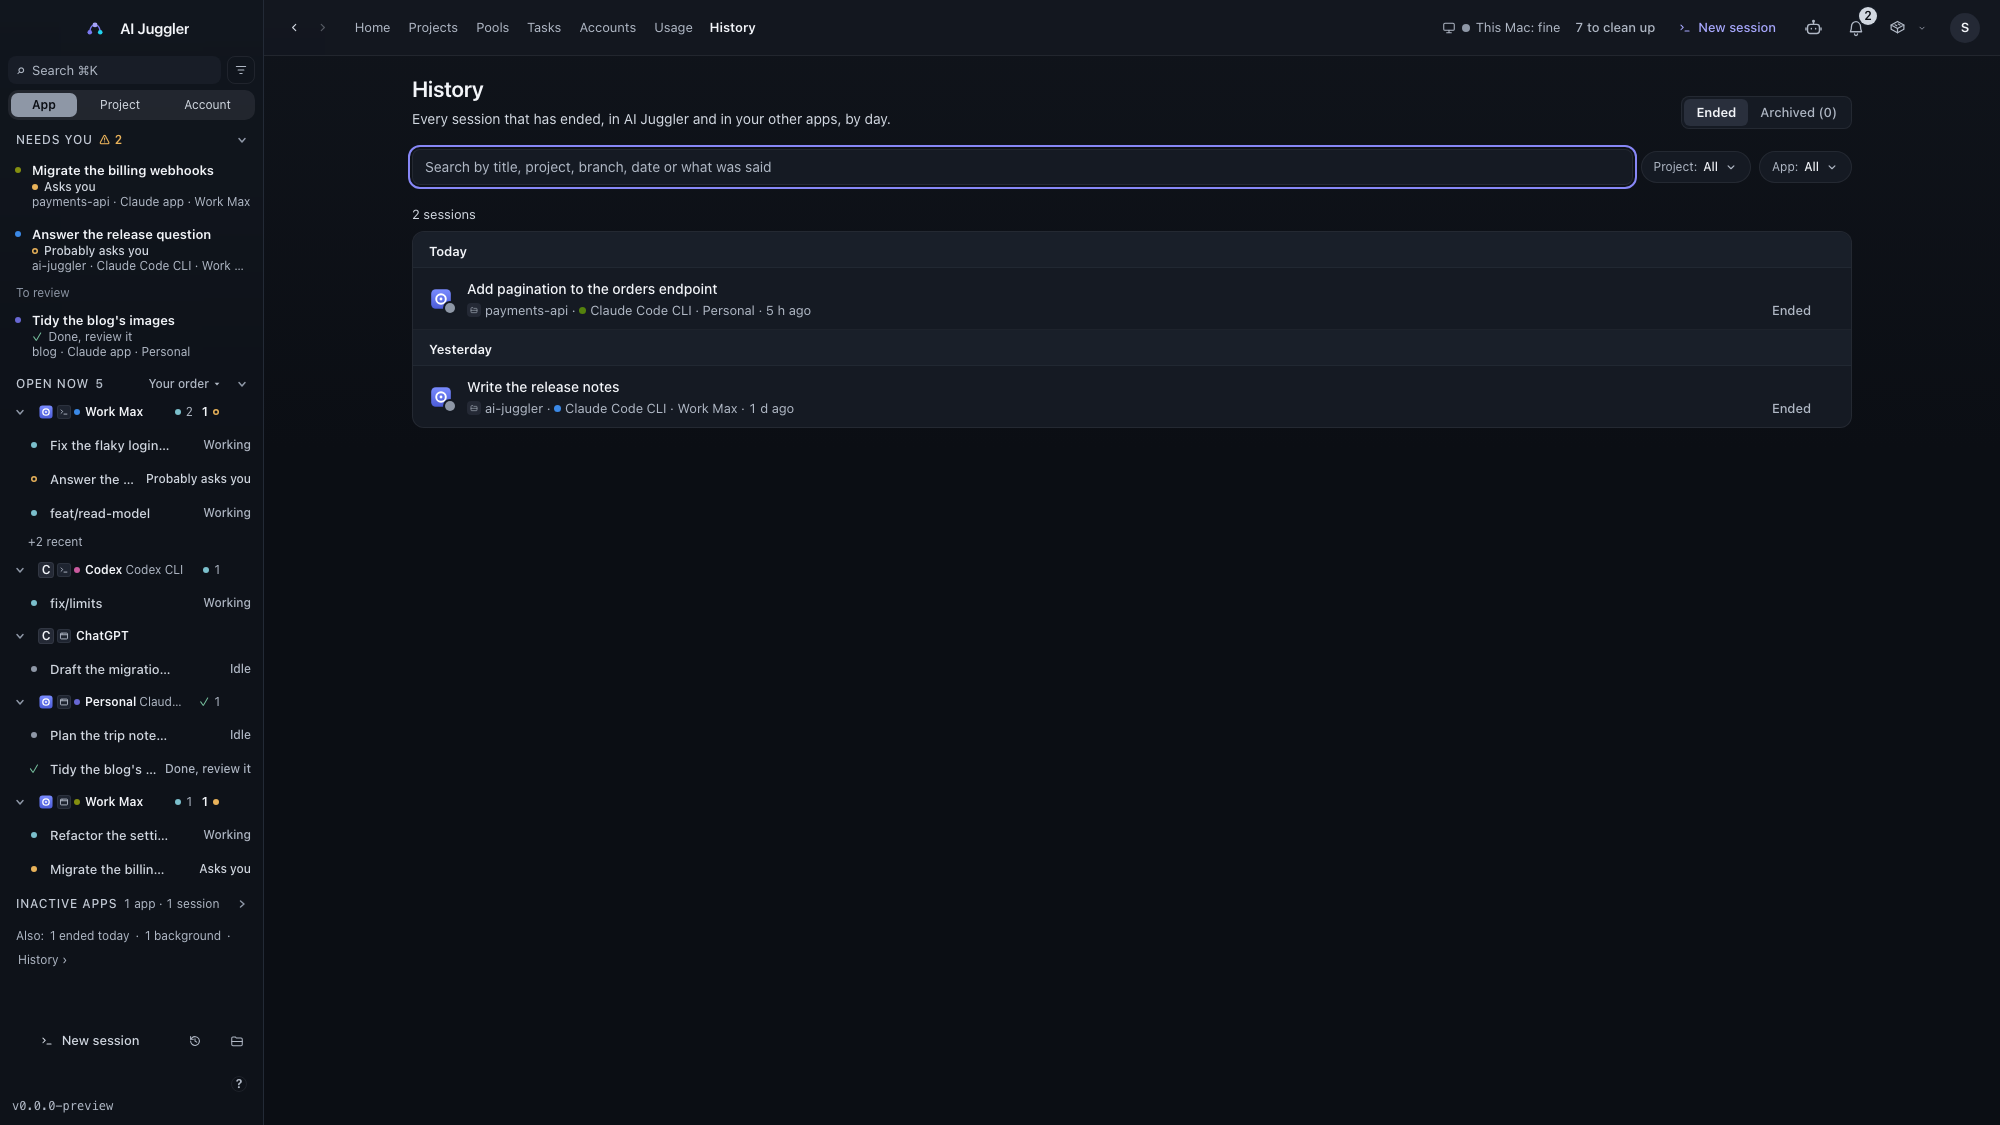 AI Juggler
Search ⌘K
App Project Account
NEEDS YOU 2
Migrate the billing webhooks
Asks you
payments-api · Claude app · Work Max
Answer the release question
Probably asks you
ai-juggler · Claude Code CLI · Work ...
To review
Tidy the blog's images
Done, review it
blog · Claude app · Personal
OPEN NOW 5 Your order
Work Max 2 1
Fix the flaky login... Working
Answer the ... Probably asks you
feat/read-model Working
+2 recent
C Codex Codex CLI 1
fix/limits Working
C ChatGPT
Draft the migratio... Idle
Personal Claud... 1
Plan the trip note... Idle
Tidy the blog's ... Done, review it
Work Max 1 1
Refactor the setti... Working
Migrate the billin... Asks you
INACTIVE APPS 1 app · 1 session
Also: 1 ended today · 1 background ·
History ›
New session
?
v0.0.0-preview
Home Projects Pools Tasks Accounts Usage History
This Mac: fine 7 to clean up New session 2 S
History
Every session that has ended, in AI Juggler and in your other apps, by day.
Ended Archived (0)
Search by title, project, branch, date or what was said
Project: All App: All
2 sessions
Today
Add pagination to the orders endpoint
payments-api · Claude Code CLI · Personal · 5 h ago Ended
Yesterday
Write the release notes
ai-juggler · Claude Code CLI · Work Max · 1 d ago Ended